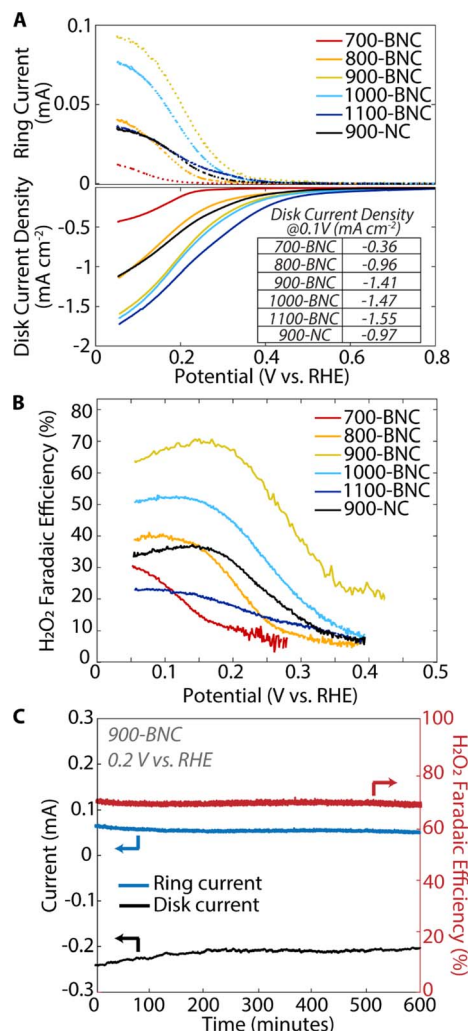 A
0.1
0.05
0
Ring Current
(mA)
700-BNC
800-BNC
900-BNC
1000-BNC
1100-BNC
900-NC
-0.5
-1
-1.5
-2
Disk Current Density
(mA cm⁻²)
Disk Current Density
@0.1V (mA cm⁻²)
700-BNC -0.36
800-BNC -0.96
900-BNC -1.41
1000-BNC -1.47
1100-BNC -1.55
900-NC -0.97
0 0.2 0.4 0.6 0.8
Potential (V vs. RHE)
B
80
70
60
50
40
30
20
10
0
H₂O₂ Faradaic Efficiency (%)
700-BNC
800-BNC
900-BNC
1000-BNC
1100-BNC
900-NC
0 0.1 0.2 0.3 0.4 0.5
Potential (V vs. RHE)
C
0.3
0.2
0.1
0
-0.1
-0.2
-0.3
Current (mA)
900-BNC
0.2 V vs. RHE
Ring current
Disk current
100
80
60
40
20
0
H₂O₂ Faradaic Efficiency
(%)
0 100 200 300 400 500 600
Time (minutes)